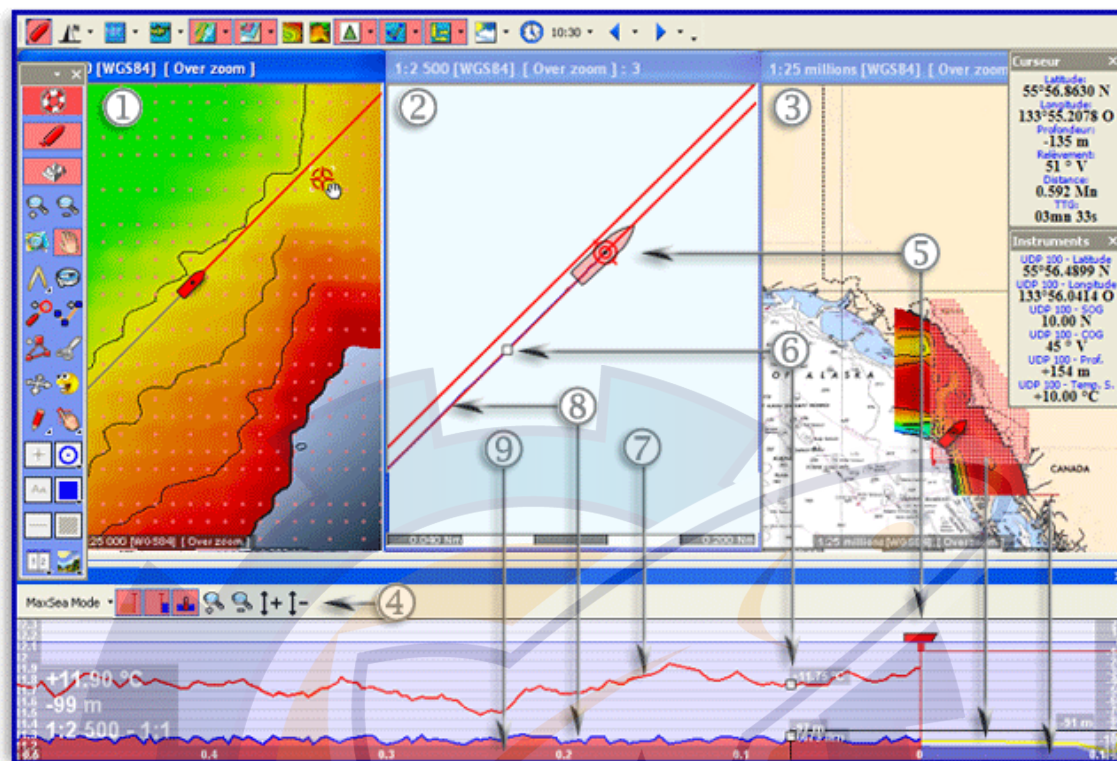 10:30
[WGS84] [ Over zoom ]
1
1:2 500 [WGS84] [ Over zoom ] : 3
2
1:25 millions [WGS84] [ Over zoom
3
Curseur
Latitude:
55°56.8630 N
Longitude:
133°55.2078 O
Profondeur:
-135 m
Relèvement:
51 ° V
Distance:
0.592 Mn
TTG:
03mn 33s
Instruments
UDP 100 - Latitude
55°56.4899 N
UDP 100 - Longitude
133°56.0414 O
UDP 100 - SOG
10.00 N
UDP 100 - COG
45 ° V
UDP 100 - Prof.
+154 m
UDP 100 - Temp. S.
+10.00 °C
5
6
8
9
7
OF ALASKA
CANADA
25 000 [WGS84] [ Over zoom ]
0.040 Nm
0.200 Nm
1:25 millions [WGS84] [ Over zoom
MaxSea Mode
4
+11.90 °C
-99 m
1:2 500 - 1:1
11.75 °C
-97 m
-91 m
0.4
0.3
0.2
0.1
0
0.1